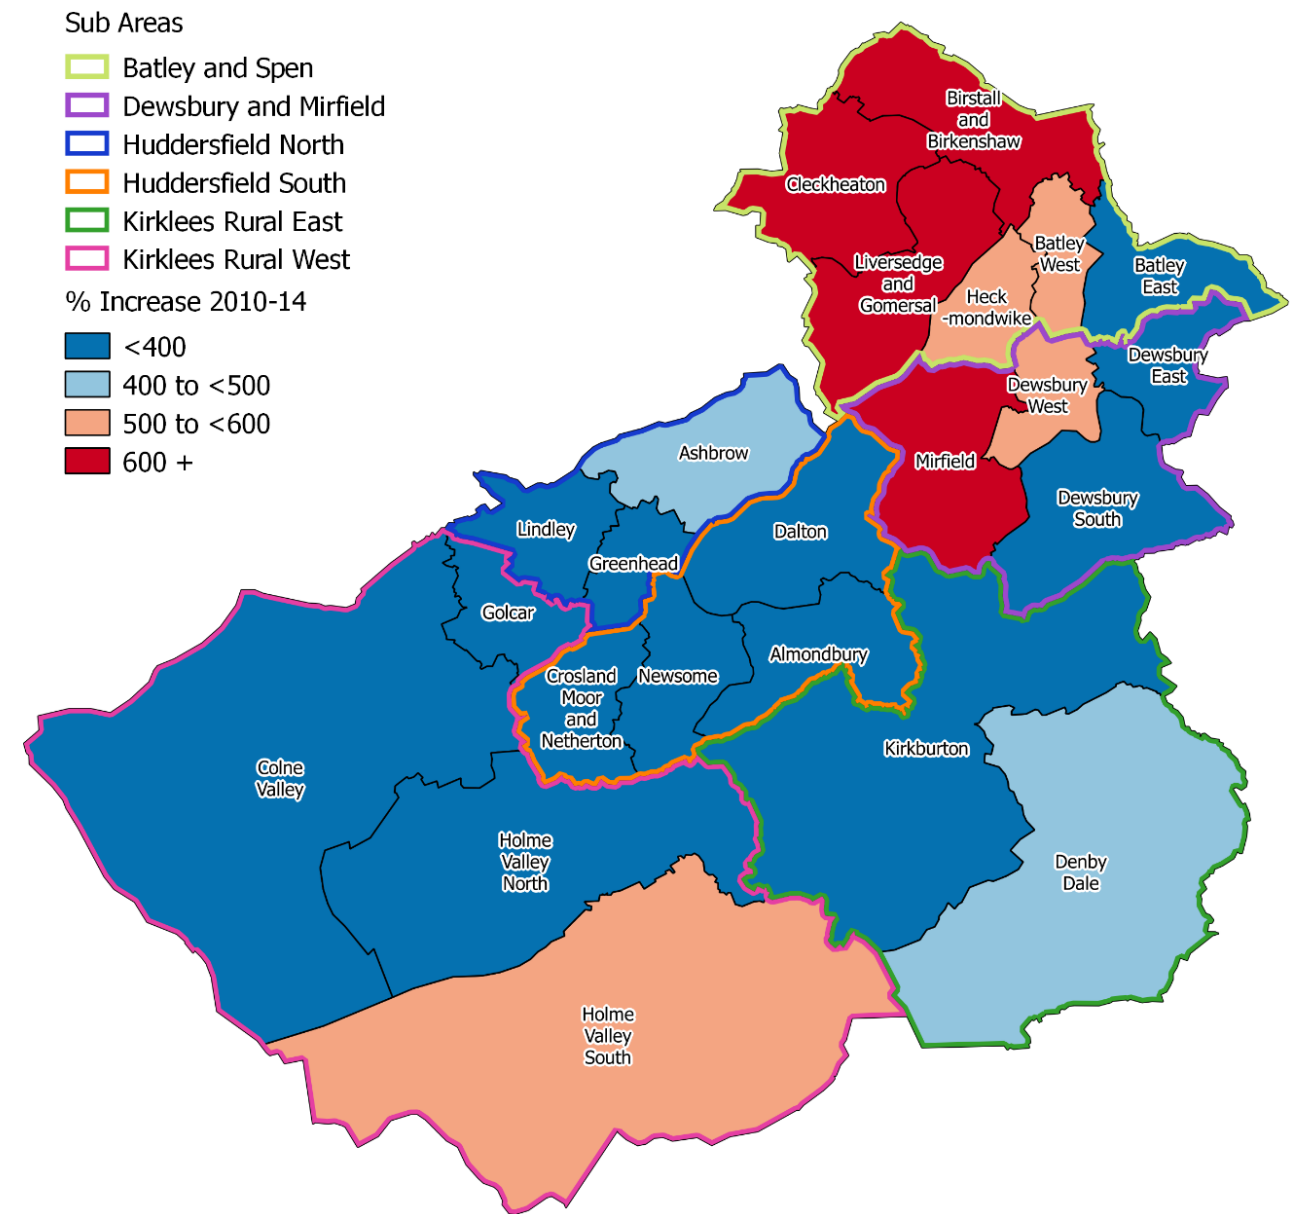 Sub Areas
Batley and Spen
Dewsbury and Mirfield
Huddersfield North
Huddersfield South
Kirklees Rural East
Kirklees Rural West
% Increase 2010-14
<400
400 to <500
500 to <600
600 +
Birstall
and
Birkenshaw
Cleckheaton
Liversedge
and
Gomersal
Heck
-mondwike
Batley
West
Batley
East
Dewsbury
East
Dewsbury
West
Mirfield
Dewsbury
South
Ashbrow
Lindley
Greenhead
Dalton
Golcar
Crosland
Moor
and
Netherton
Newsome
Almondbury
Kirkburton
Colne
Valley
Holme
Valley
North
Denby
Dale
Holme
Valley
South